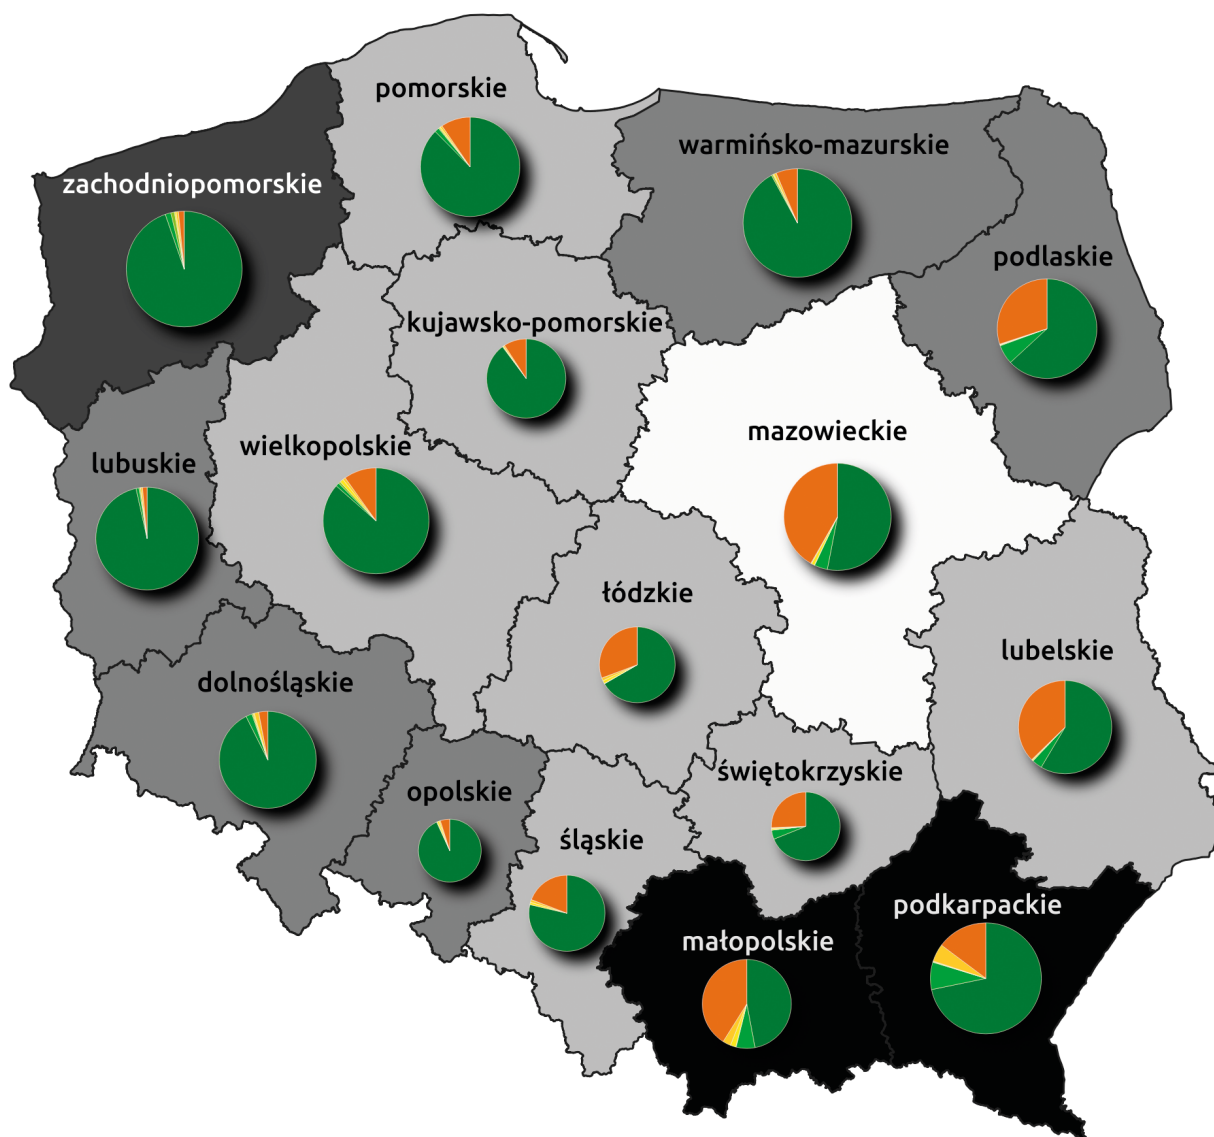 pomorskie
warmińsko-mazurskie
zachodniopomorskie
podlaskie
kujawsko-pomorskie
mazowieckie
wielkopolskie
lubuskie
łódzkie
lubelskie
dolnośląskie
świętokrzyskie
opolskie
śląskie
podkarpackie
małopolskie